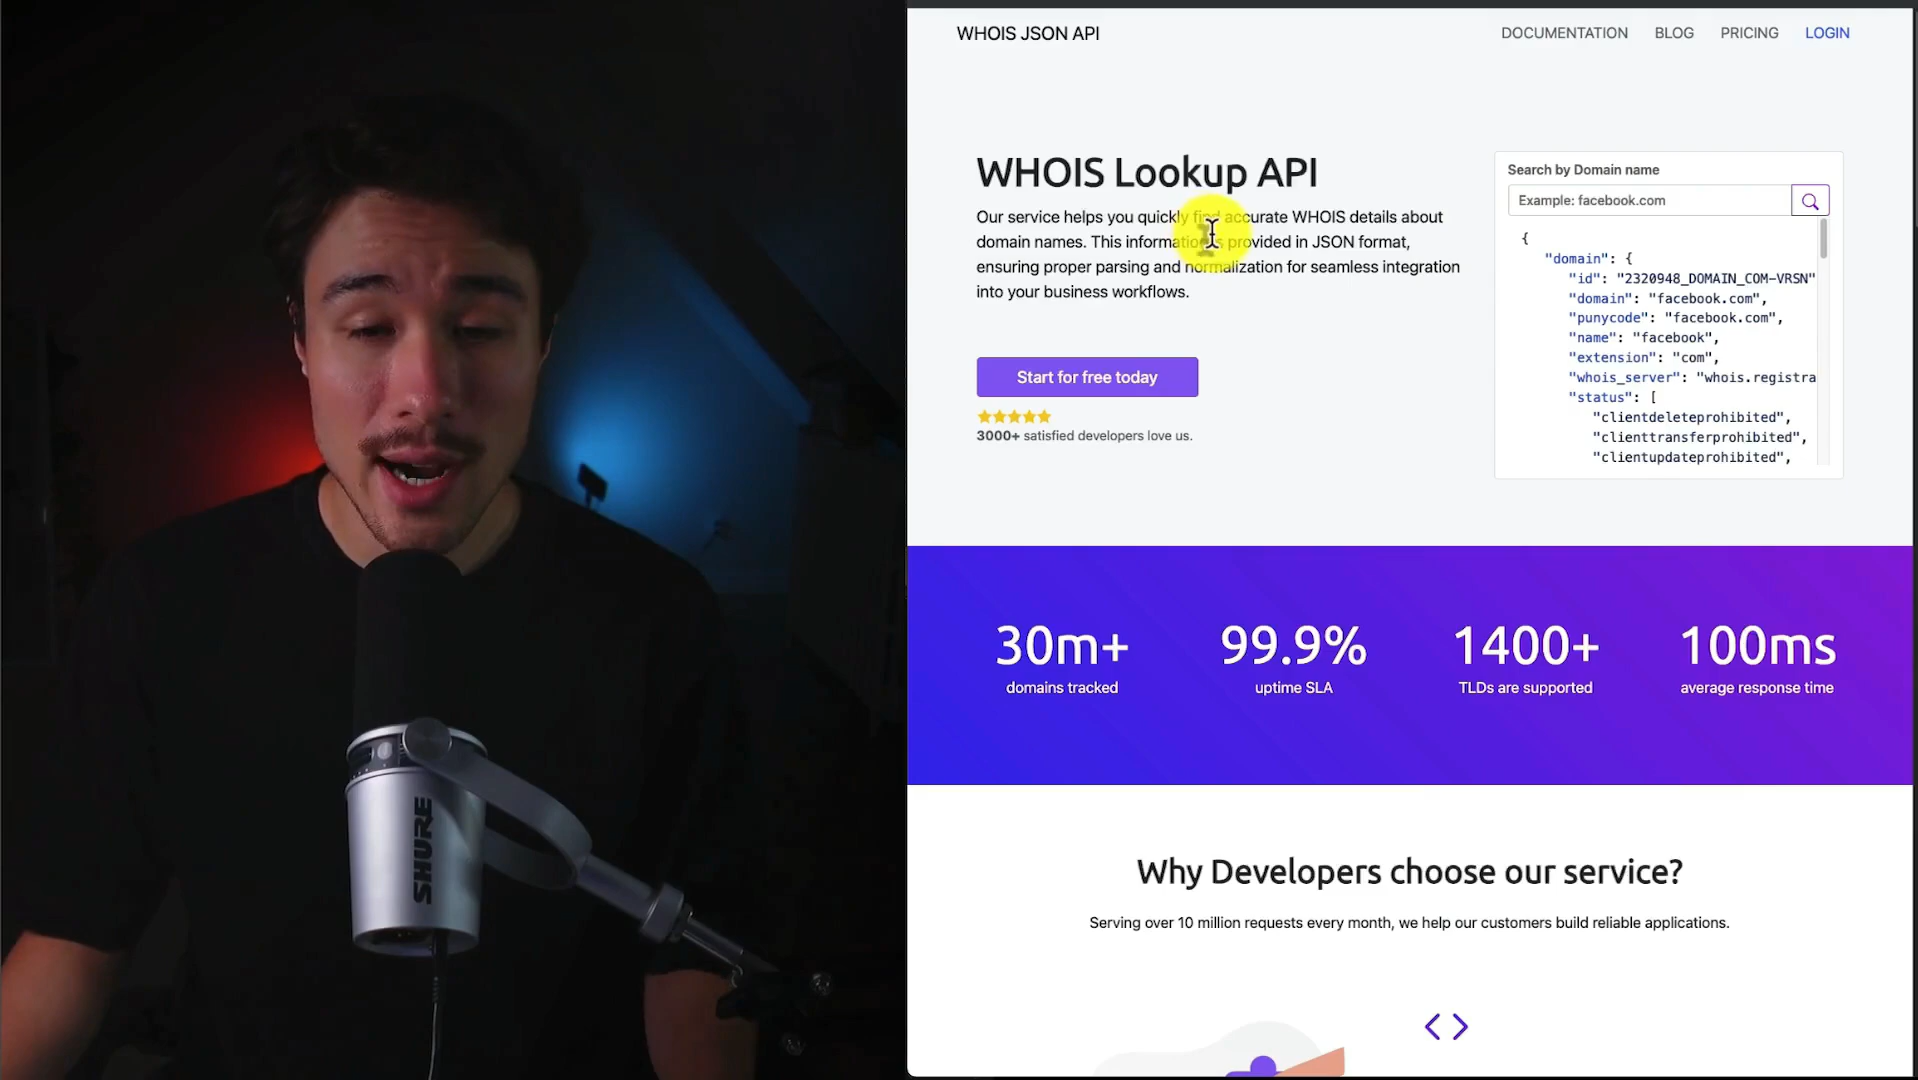 WHOIS JSON API
DOCUMENTATION
BLOG
PRICING
LOGIN
WHOIS Lookup API
Our service helps you quickly find accurate WHOIS details about
domain names. This information is provided in JSON format,
ensuring proper parsing and normalization for seamless integration
into your business workflows.
Start for free today
3000+ satisfied developers love us.
Search by Domain name
Example: facebook.com
{
"domain": {
"id": "2320948_DOMAIN_COM-VRSN"
"domain": "facebook.com",
"punycode": "facebook.com",
"name": "facebook",
"extension": "com",
"whois_server": "whois.registra
"status": [
"clientdeleteprohibited",
"clienttransferprohibited",
"clientupdateprohibited",
30m+
domains tracked
99.9%
uptime SLA
1400+
TLDs are supported
100ms
average response time
Why Developers choose our service?
Serving over 10 million requests every month, we help our customers build reliable applications.
SHURE